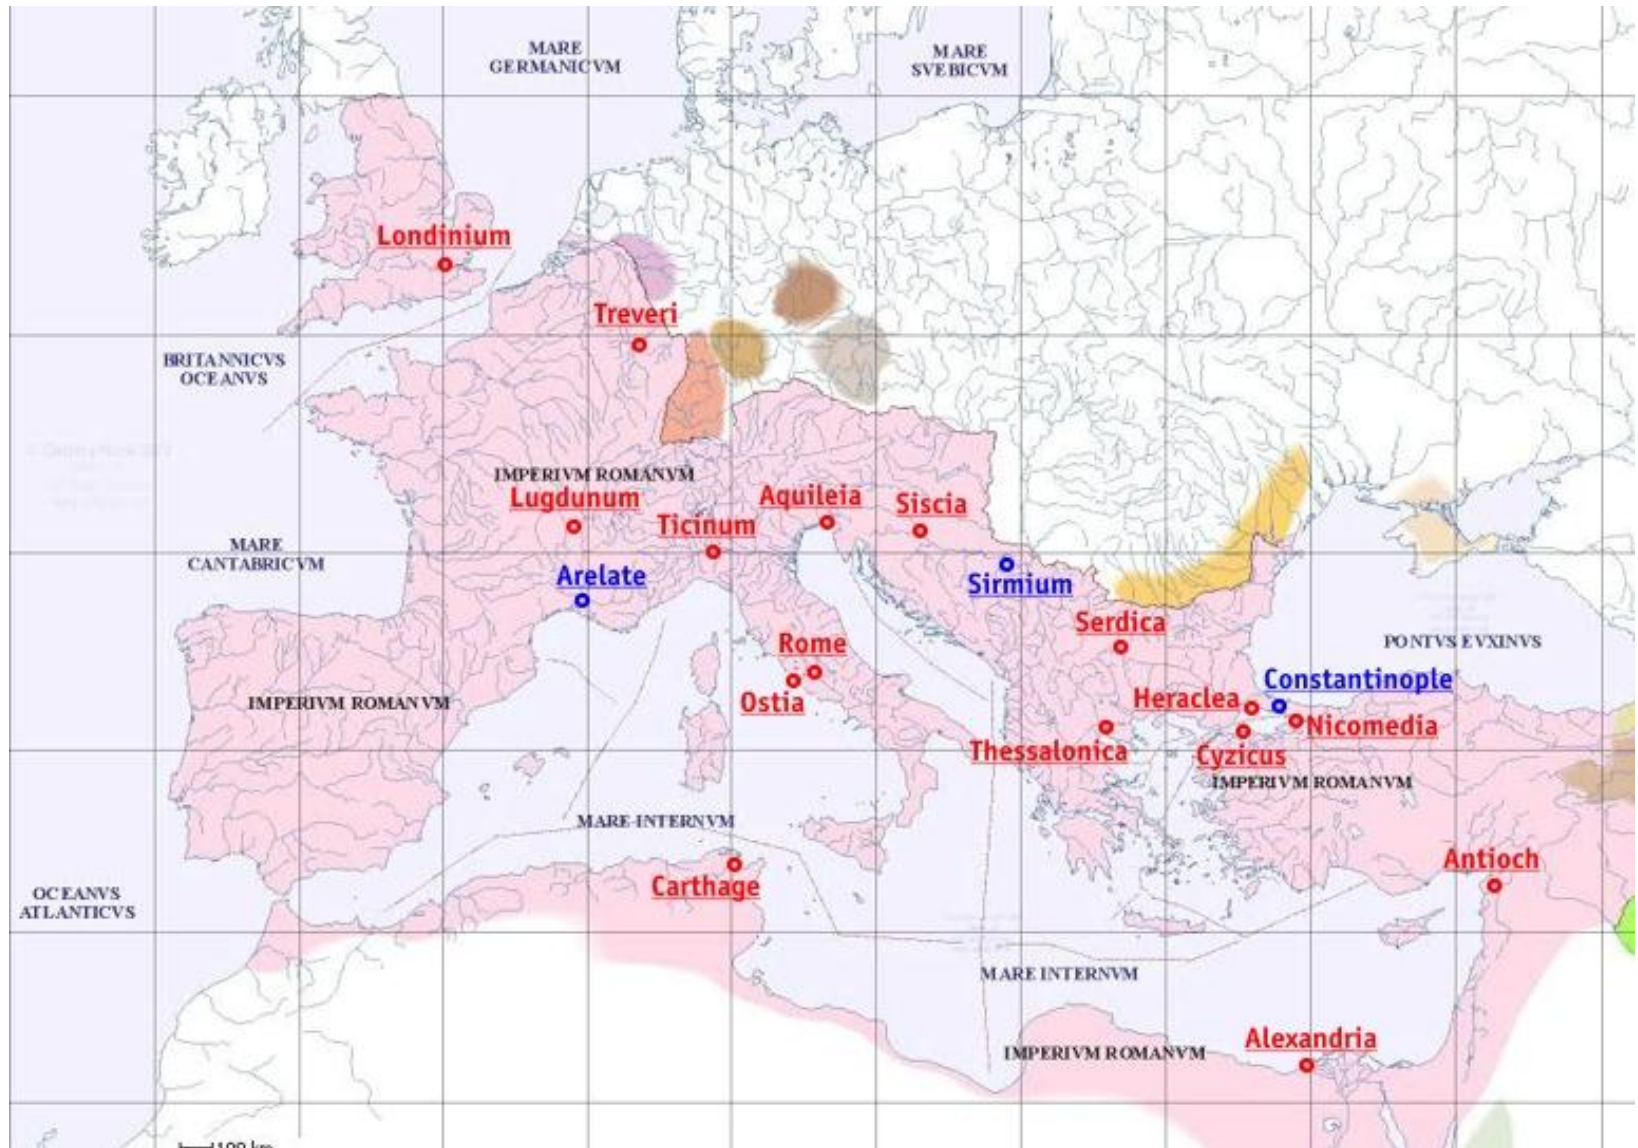 MARE
GERMANICVM
MARE
SVEBICVM
Londinium
Treveri
BRITANNICVS
OCEANVS
IMPERIVM ROMANVM
Lugdunum
Ticinum
Aquileia
Siscia
MARE
CANTABRICVM
Arelate
Sirmium
Serdica
Rome
Ostia
PONTVS EVXINVS
Constantinople
Heraclea
Nicomedia
IMPERIVM ROMANVM
Thessalonica
Cyzicus
IMPERIVM ROMANVM
MARE INTERNVM
Carthage
Antioch
OCEANVS
ATLANTICVS
MARE INTERNVM
Alexandria
IMPERIVM ROMANVM